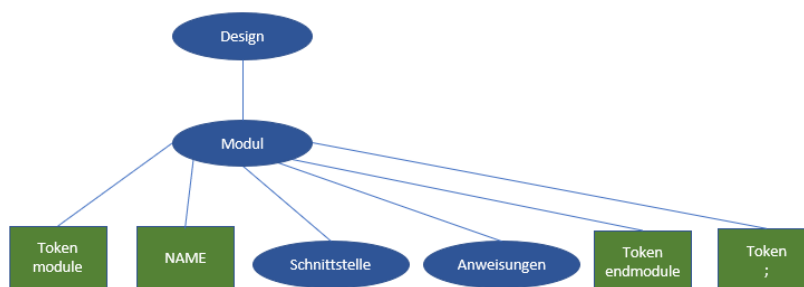 Design
Modul
Token
module
NAME
Schnittstelle
Anweisungen
Token
endmodule
Token
;